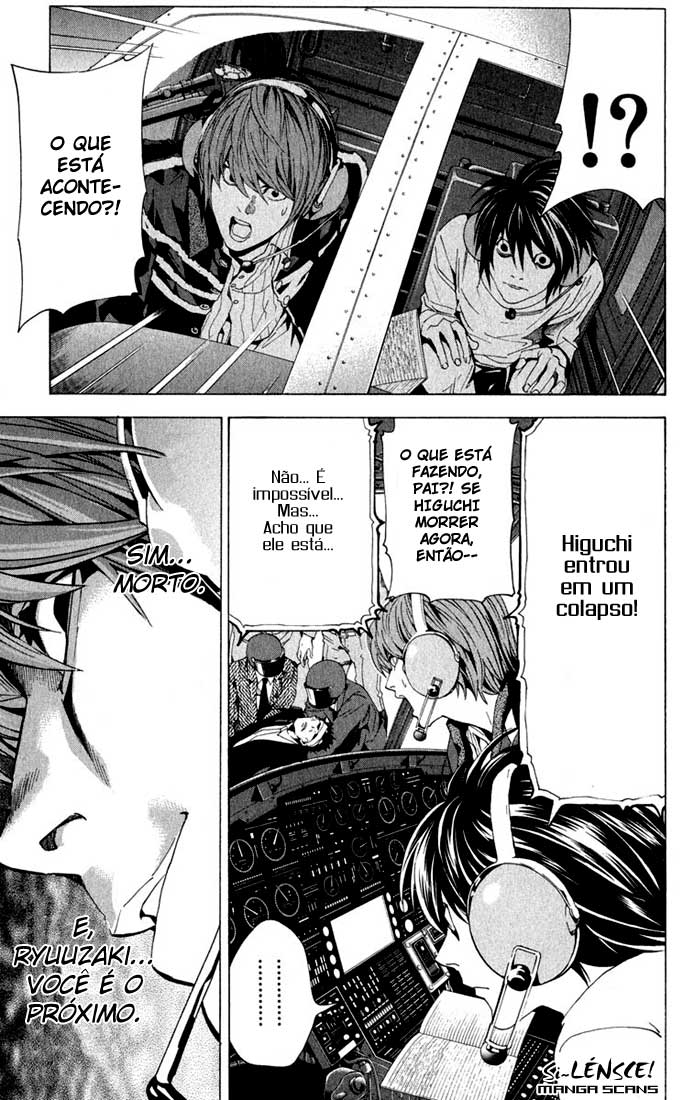 !?
O QUE
ESTÁ
ACONTE-
CENDO?!
Higuchi
entrou
em um
colapso!
O QUE ESTÁ
FAZENDO,
PAI?! SE
HIGUCHI
MORRER
AGORA,
ENTÃO--
Não... É
impossível...
Mas...
Acho que
ele está...
.......
.......
SIM...
MORTO.
E,
RYUUZAKI...
VOCÊ É O
PRÓXIMO.
Si~LÉNSCE!
MANGA SCANS